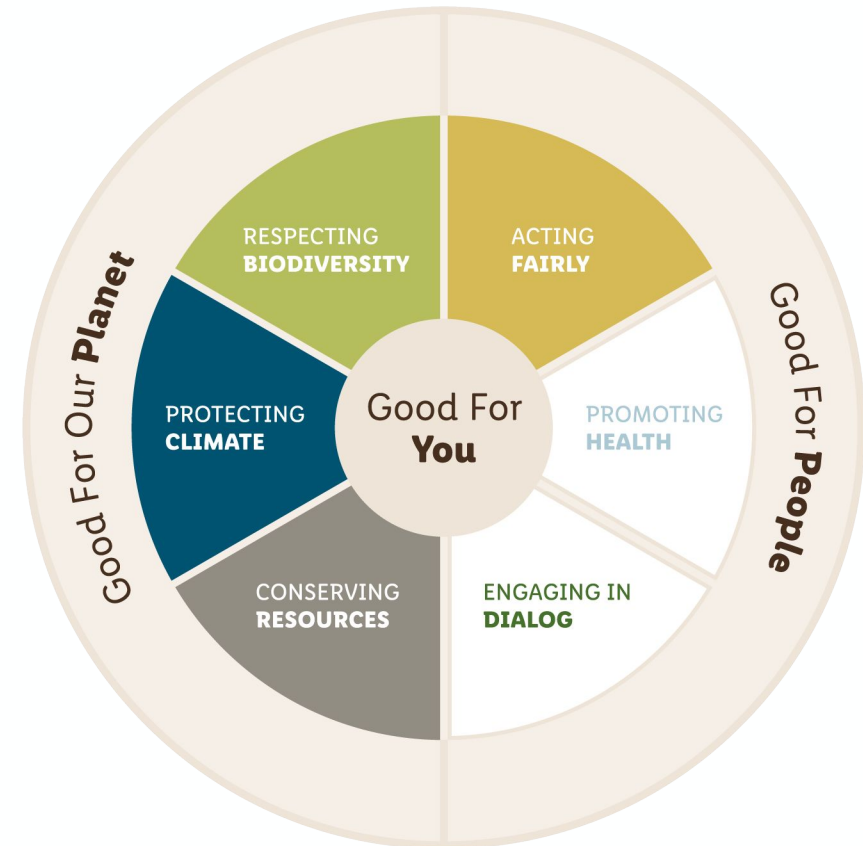 Good For Our Planet
RESPECTING
BIODIVERSITY
ACTING
FAIRLY
PROTECTING
CLIMATE
Good For
You
PROMOTING
HEALTH
CONSERVING
RESOURCES
ENGAGING IN
DIALOG
Good For People